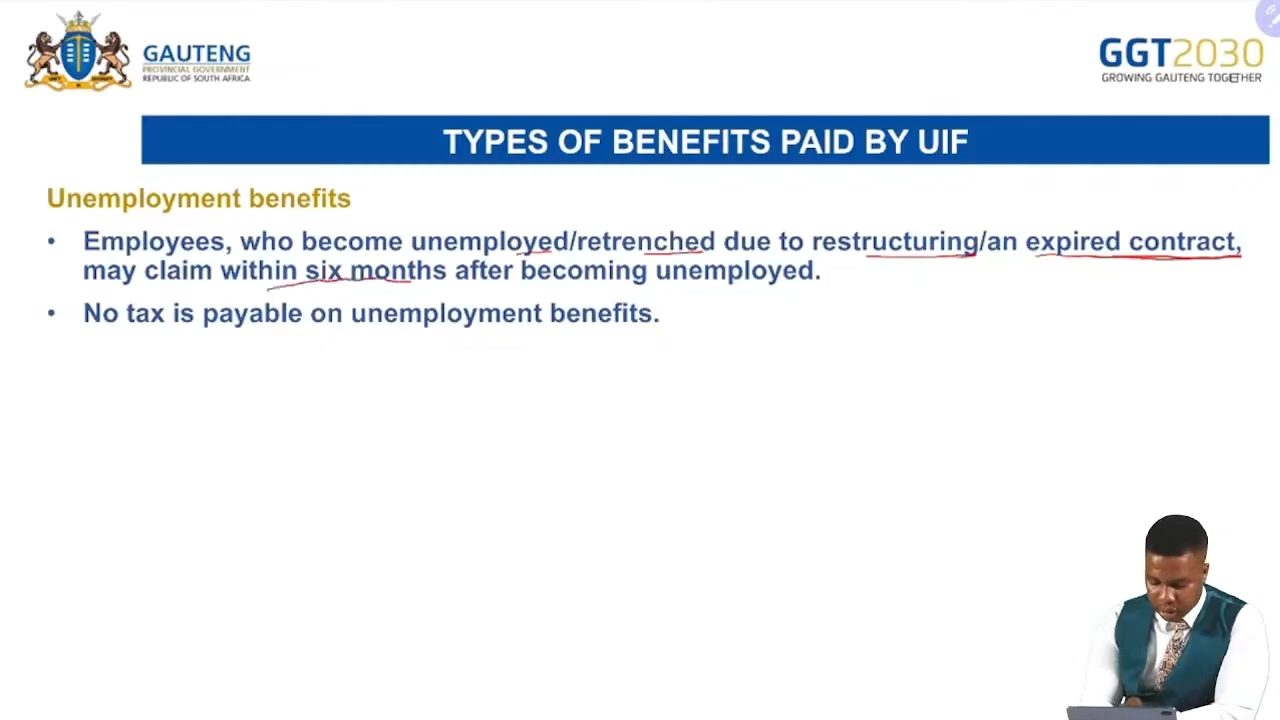 GAUTENG
PROVINCIAL GOVERNMENT
REPUBLIC OF SOUTH AFRICA
GGT2030
GROWING GAUTENG TOGETHER
TYPES OF BENEFITS PAID BY UIF
Unemployment benefits
• Employees, who become unemployed/retrenched due to restructuring/an expired contract,
may claim within six months after becoming unemployed.
• No tax is payable on unemployment benefits.